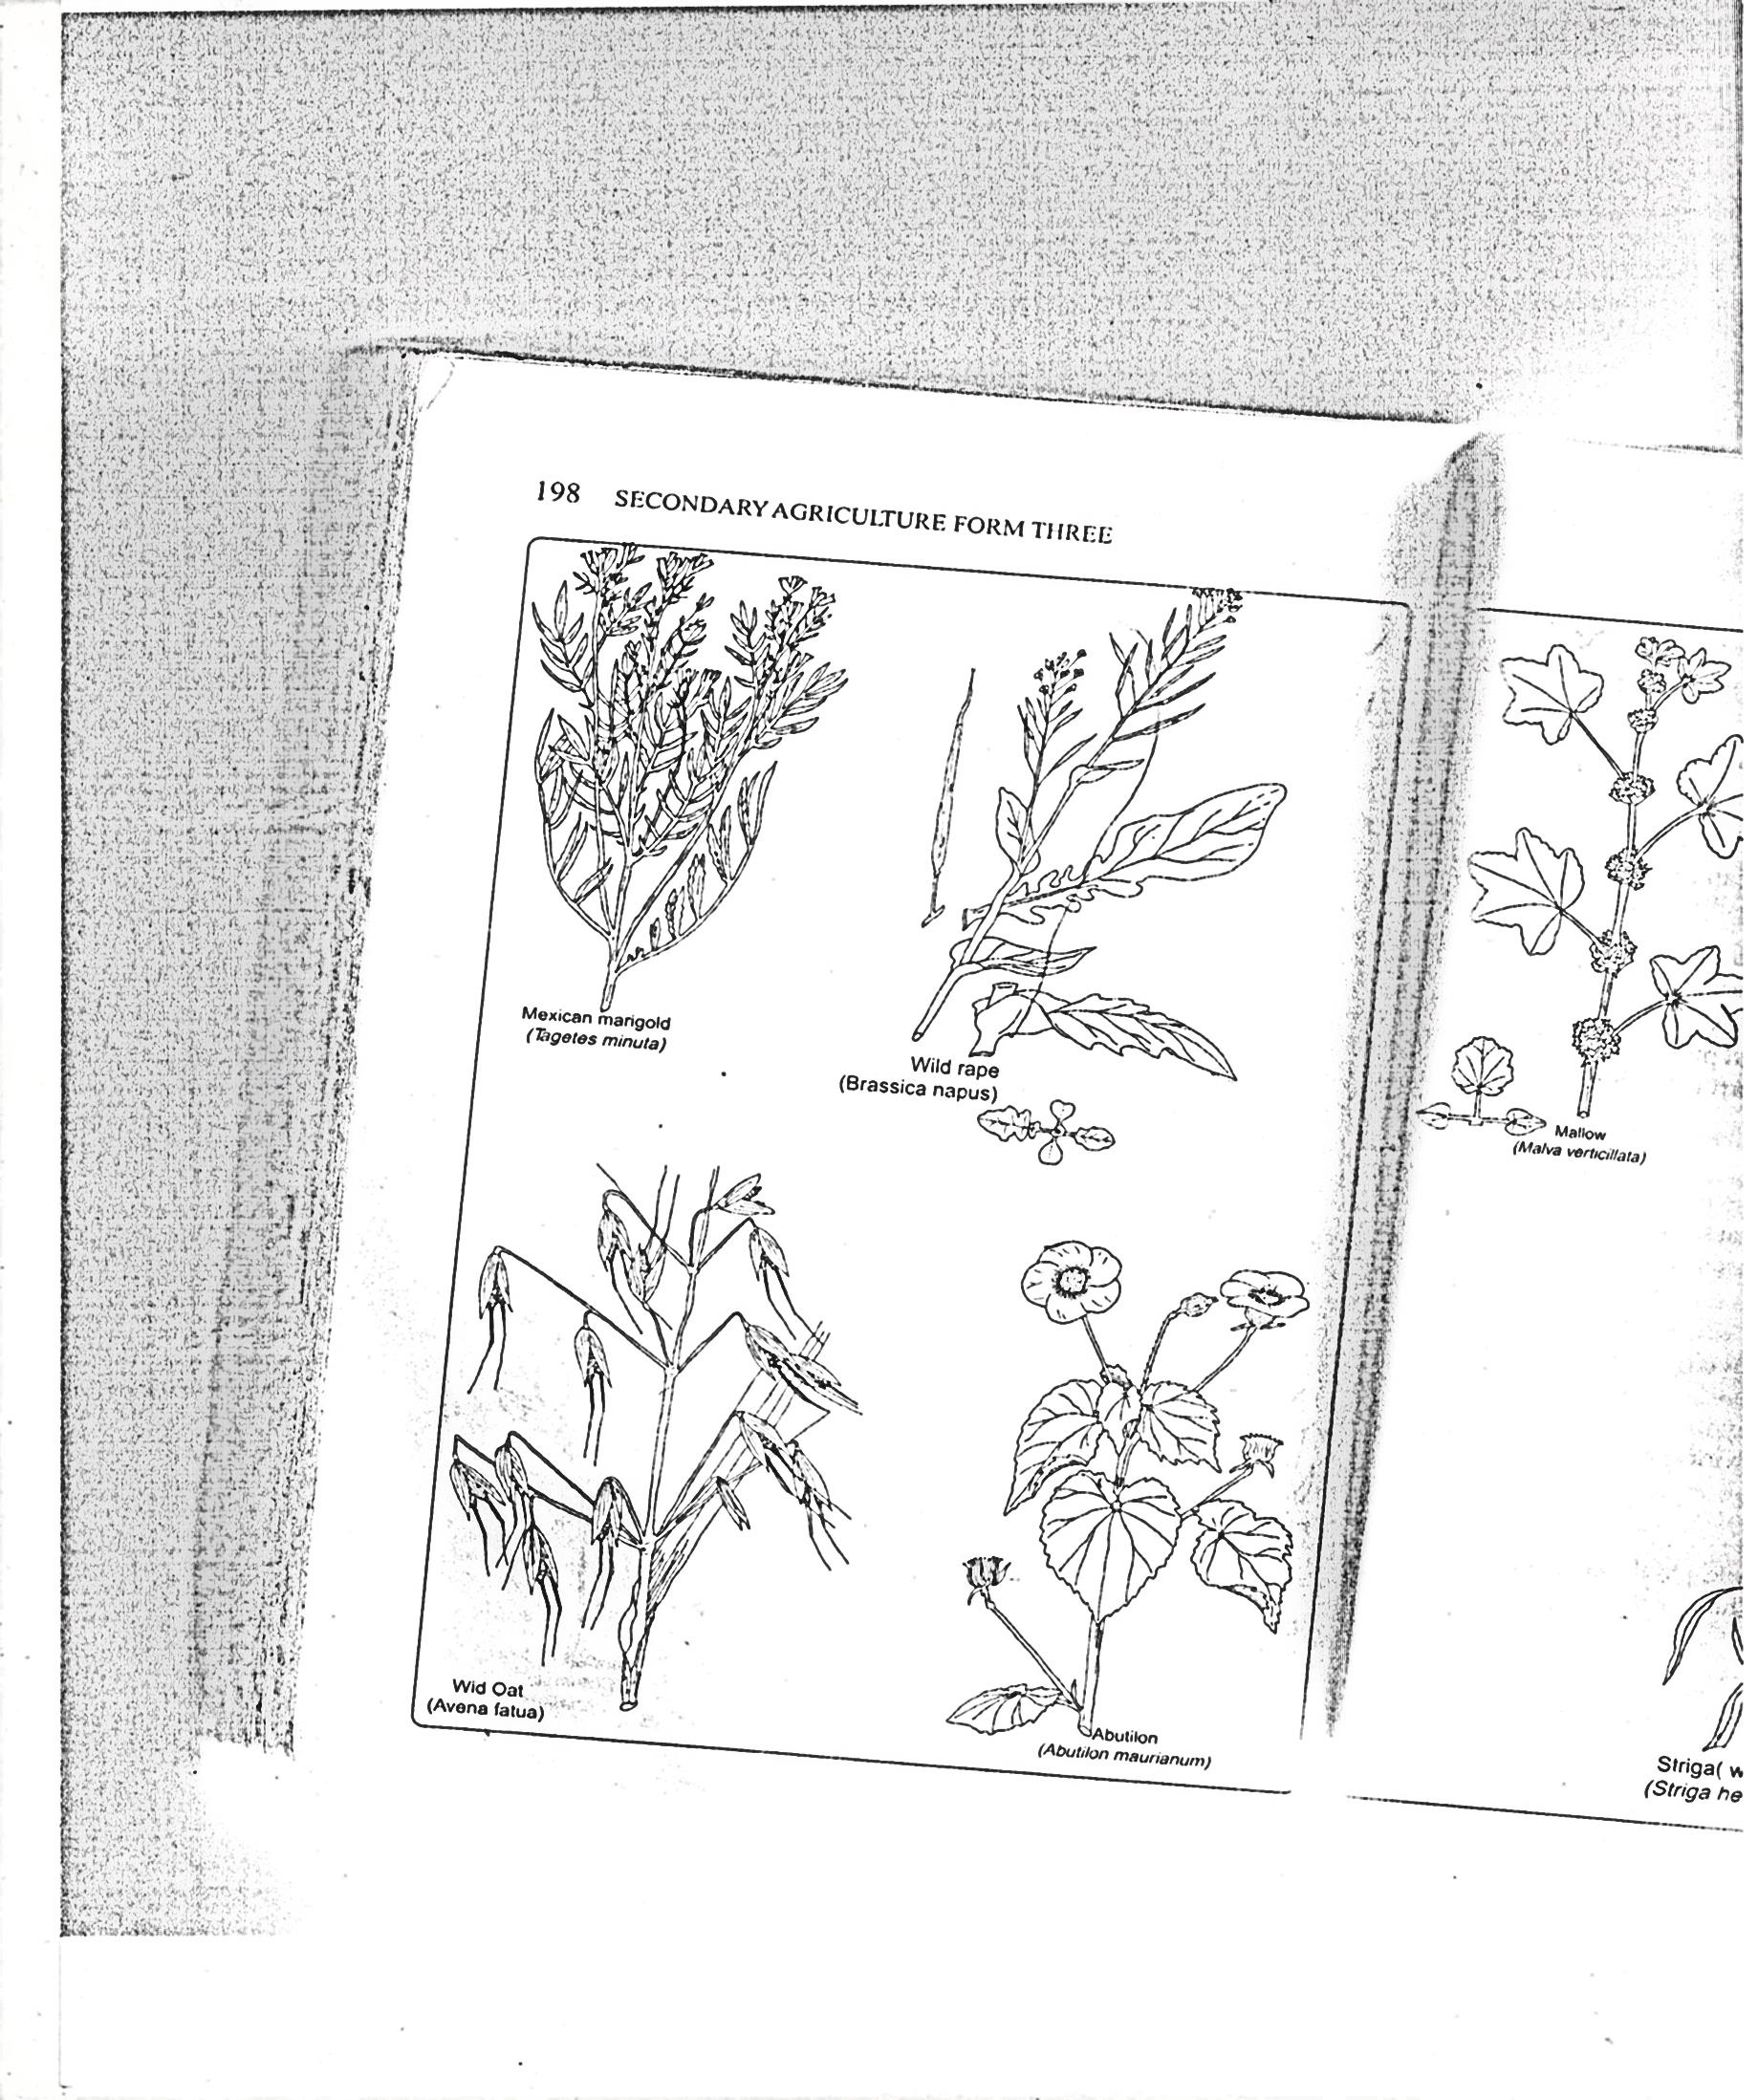 198 SECONDARY AGRICULTURE FORM THREE
Mexican marigold
(Tagetes minuta)
Wild rape
(Brassica napus)
Wid Oat
(Avena fatua)
Abutilon
(Abutilon maurianum)
Mallow
(Malva verticillata)
Striga( w
(Striga he